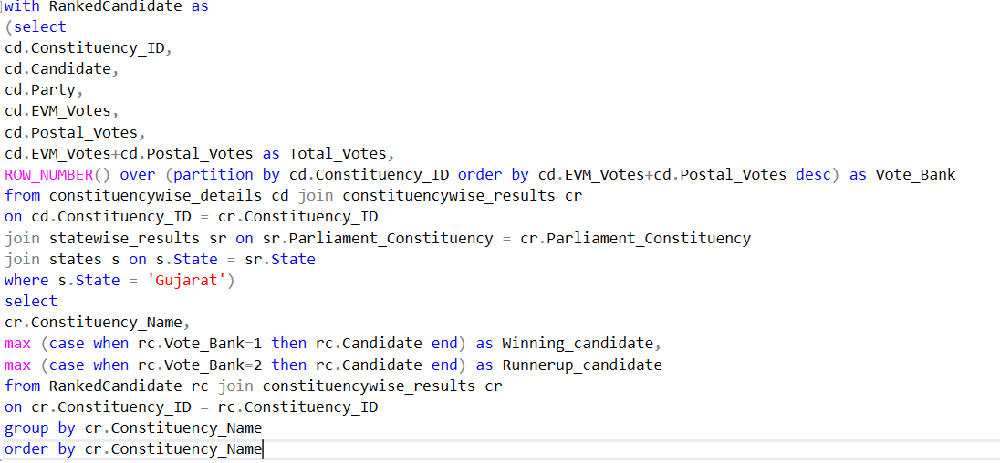 with RankedCandidate as
(select
cd.Constituency_ID,
cd.Candidate,
cd.Party,
cd.EVM_Votes,
cd.Postal_Votes,
cd.EVM_Votes+cd.Postal_Votes as Total_Votes,
ROW_NUMBER() over (partition by cd.Constituency_ID order by cd.EVM_Votes+cd.Postal_Votes desc) as Vote_Bank
from constituencywise_details cd join constituencywise_results cr
on cd.Constituency_ID = cr.Constituency_ID
join statewise_results sr on sr.Parliament_Constituency = cr.Parliament_Constituency
join states s on s.State = sr.State
where s.State = 'Gujarat')
select
cr.Constituency_Name,
max (case when rc.Vote_Bank=1 then rc.Candidate end) as Winning_candidate,
max (case when rc.Vote_Bank=2 then rc.Candidate end) as Runnerup_candidate
from RankedCandidate rc join constituencywise_results cr
on cr.Constituency_ID = rc.Constituency_ID
group by cr.Constituency_Name
order by cr.Constituency_Name